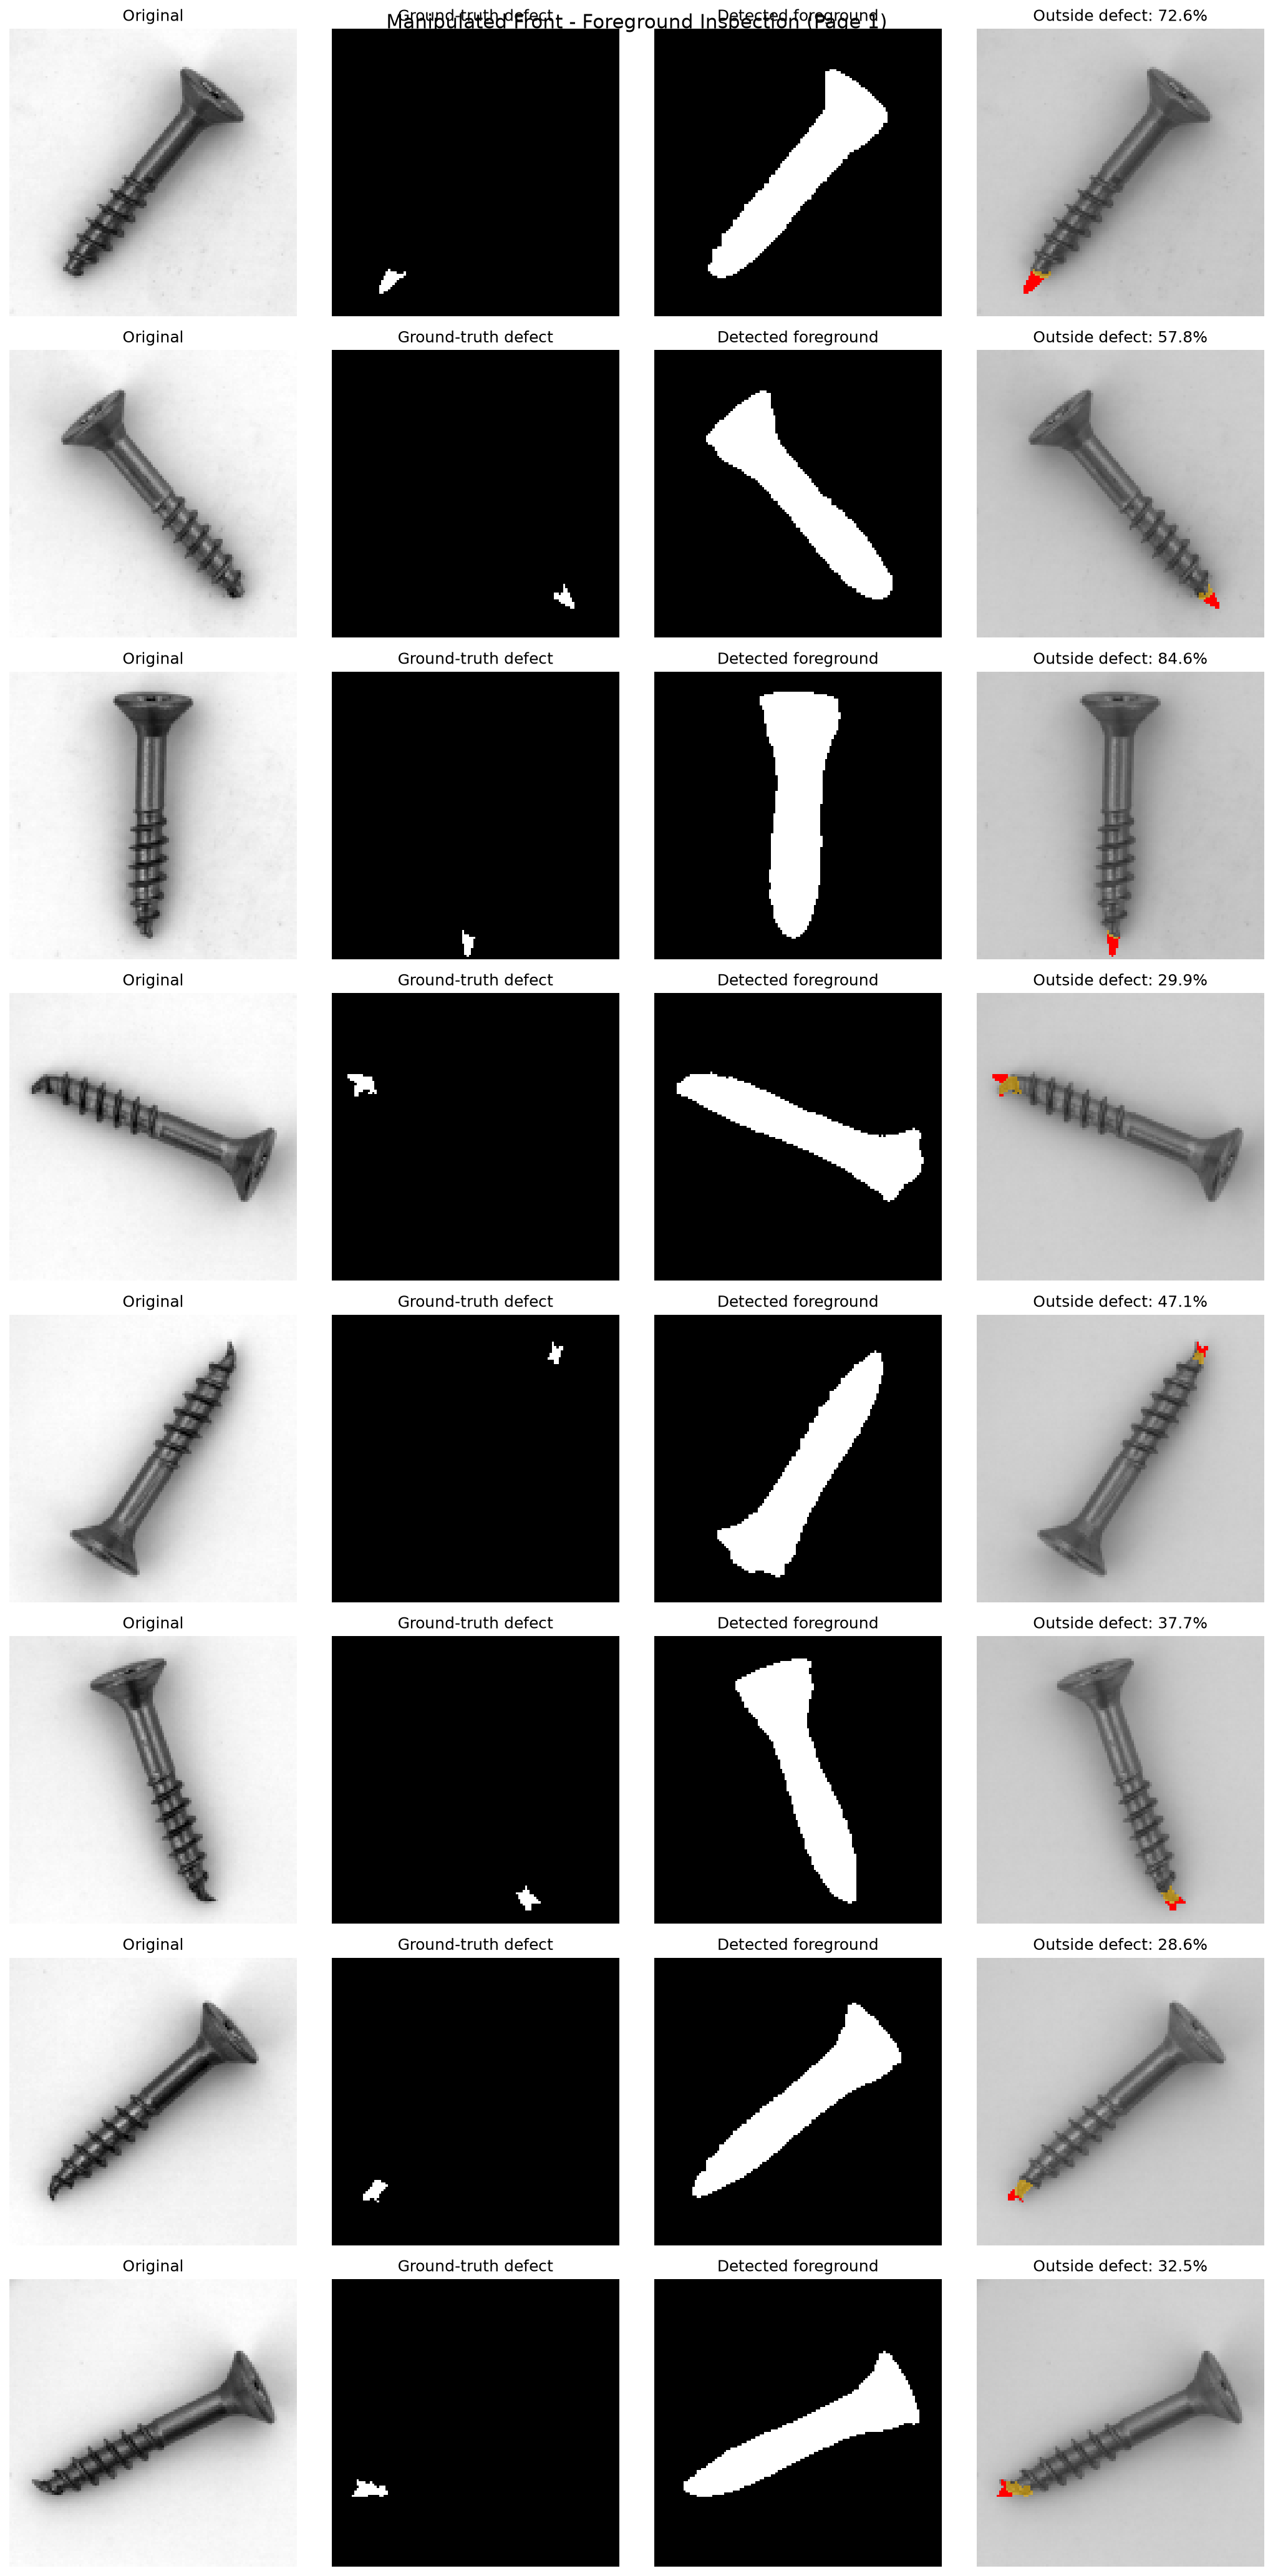 Manipulated Front - Foreground Inspection (Page 1)
Original
Ground-truth defect
Detected foreground
Outside defect: 72.6%
Original
Ground-truth defect
Detected foreground
Outside defect: 57.8%
Original
Ground-truth defect
Detected foreground
Outside defect: 84.6%
Original
Ground-truth defect
Detected foreground
Outside defect: 29.9%
Original
Ground-truth defect
Detected foreground
Outside defect: 47.1%
Original
Ground-truth defect
Detected foreground
Outside defect: 37.7%
Original
Ground-truth defect
Detected foreground
Outside defect: 28.6%
Original
Ground-truth defect
Detected foreground
Outside defect: 32.5%